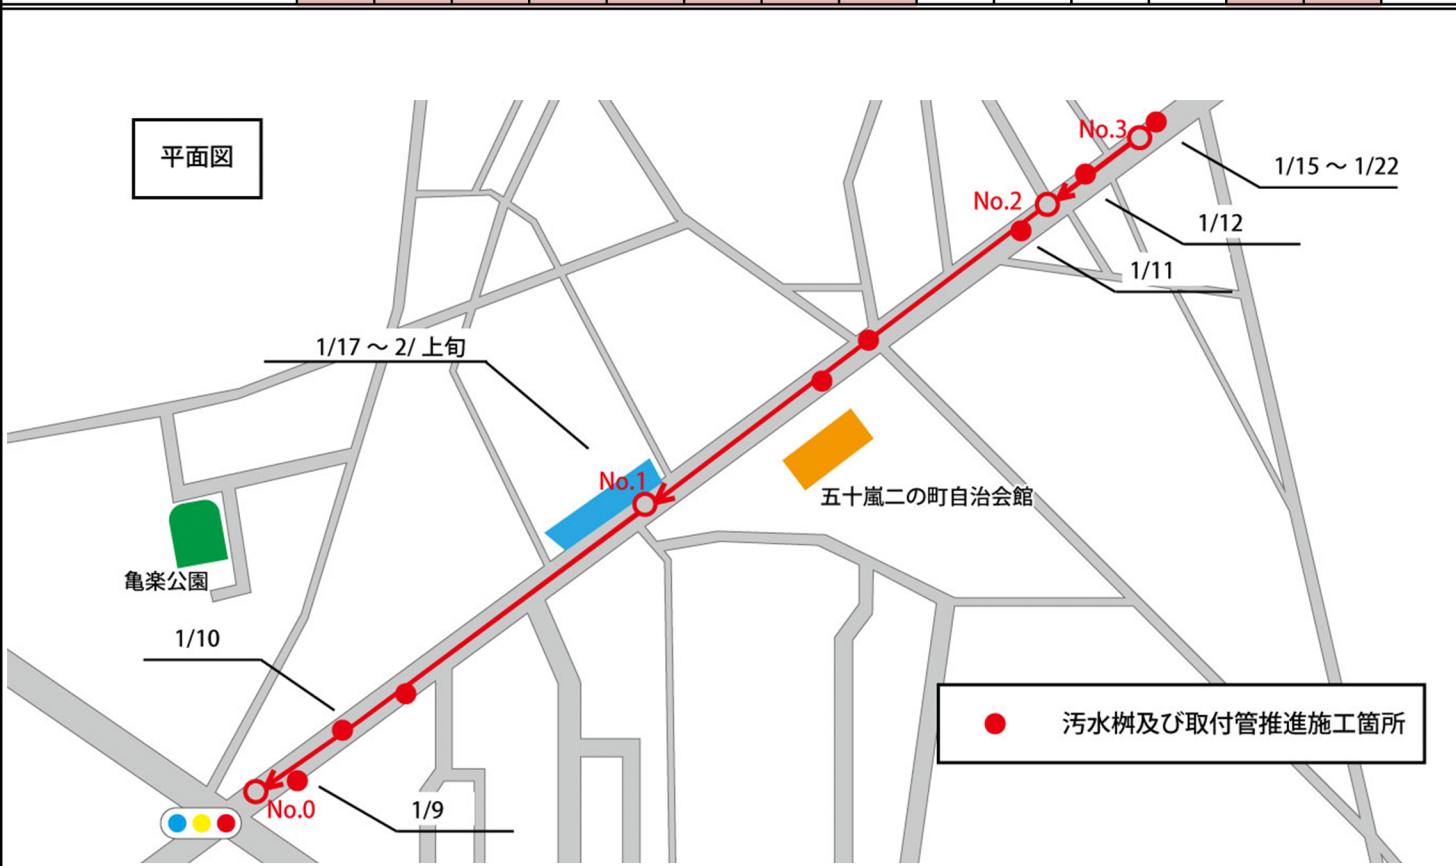 平面図
No.3
1/15 ～ 1/22
No.2
1/12
1/11
1/17 ～ 2/ 上旬
No.1
五十嵐二の町自治会館
亀楽公園
1/10
汚水桝及び取付管推進施工箇所
No.0
1/9